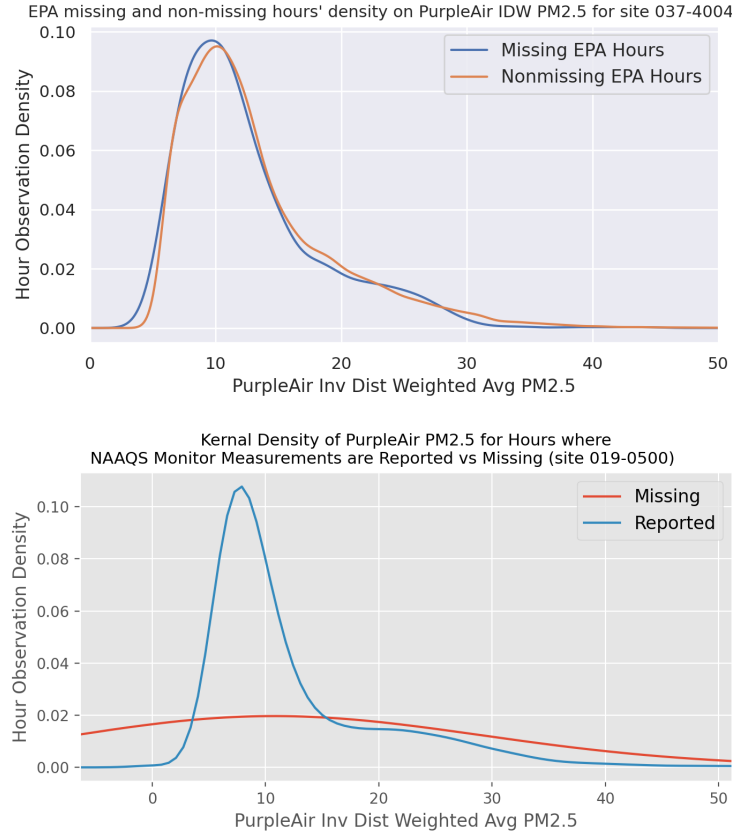 EPA missing and non-missing hours' density on PurpleAir IDW PM2.5 for site 037-4004
0.10
0.08
0.06
0.04
0.02
0.00
Hour Observation Density
Missing EPA Hours
Nonmissing EPA Hours
0 10 20 30 40 50
PurpleAir Inv Dist Weighted Avg PM2.5
Kernal Density of PurpleAir PM2.5 for Hours where
NAAQS Monitor Measurements are Reported vs Missing (site 019-0500)
0.10
0.08
0.06
0.04
0.02
0.00
Hour Observation Density
Missing
Reported
0 10 20 30 40 50
PurpleAir Inv Dist Weighted Avg PM2.5